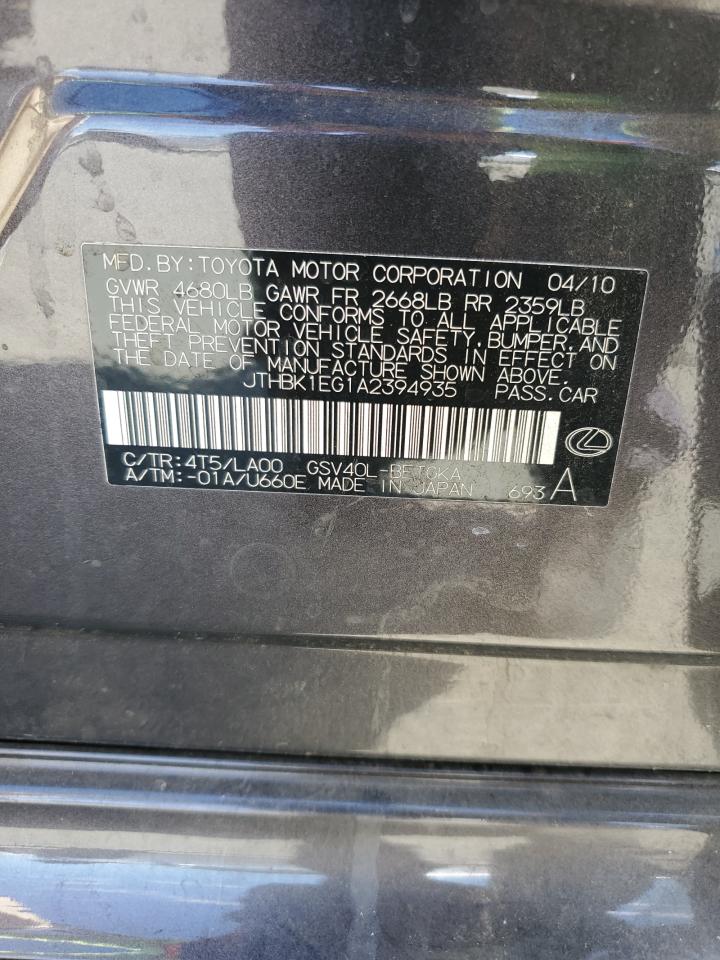 MFD.BY:TOYOTA MOTOR CORPORATION 04/10
GVWR 4680LB GAWR FR 2668LB RR 2359LB
THIS VEHICLE CONFORMS TO ALL APPLICABLE
FEDERAL MOTOR VEHICLE SAFETY,BUMPER,AND
THEFT PREVENTION STANDARDS IN EFFECT ON
THE DATE OF MANUFACTURE SHOWN ABOVE.
JTHBK1EG1A2394935 PASS.CAR
C/TR:4T5/LA00 GSV40L-BETGKA
A/TM:-01A/U660E MADE IN JAPAN 693 A